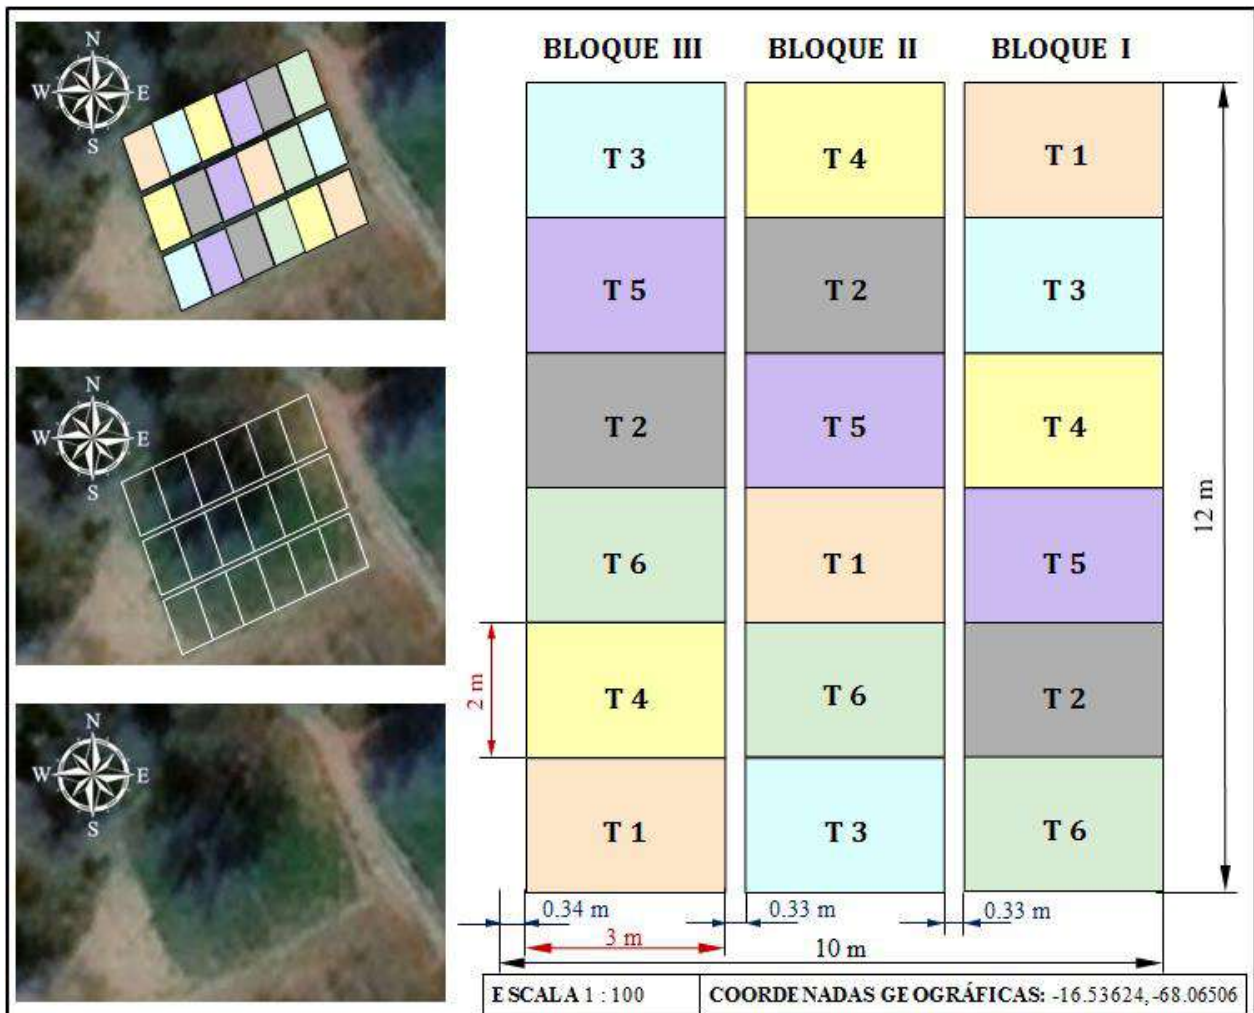 N
W E
S
N
W E
S
N
W E
S
BLOQUE III BLOQUE II BLOQUE I
T 3 T 4 T 1
T 5 T 2 T 3
T 2 T 5 T 4
T 6 T 1 T 5
T 4 T 6 T 2
T 1 T 3 T 6
2 m
12 m
0.34 m 0.33 m 0.33 m
3 m
10 m
ESCALA 1 : 100 COORDENADAS GEOGRÁFICAS: -16.53624,-68.06506